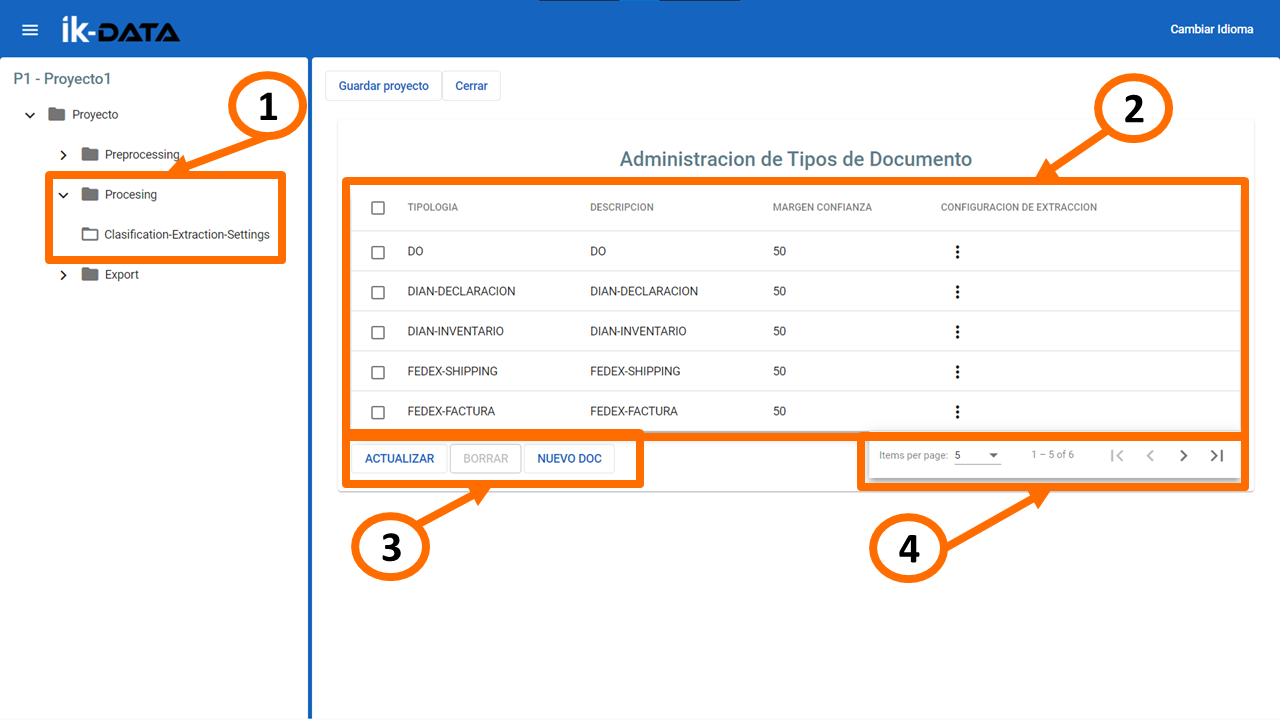 ik-DATA
Cambiar Idioma
P1 - Proyecto1
Proyecto
Preprocessing
Procesing
Clasification-Extraction-Settings
Export
1
Guardar proyecto Cerrar
2
Administracion de Tipos de Documento
TIPOLOGIA DESCRIPCION MARGEN CONFIANZA CONFIGURACION DE EXTRACCION
DO DO 50
DIAN-DECLARACION DIAN-DECLARACION 50
DIAN-INVENTARIO DIAN-INVENTARIO 50
FEDEX-SHIPPING FEDEX-SHIPPING 50
FEDEX-FACTURA FEDEX-FACTURA 50
ACTUALIZAR BORRAR NUEVO DOC
Items per page: 5 1 – 5 of 6
3
4